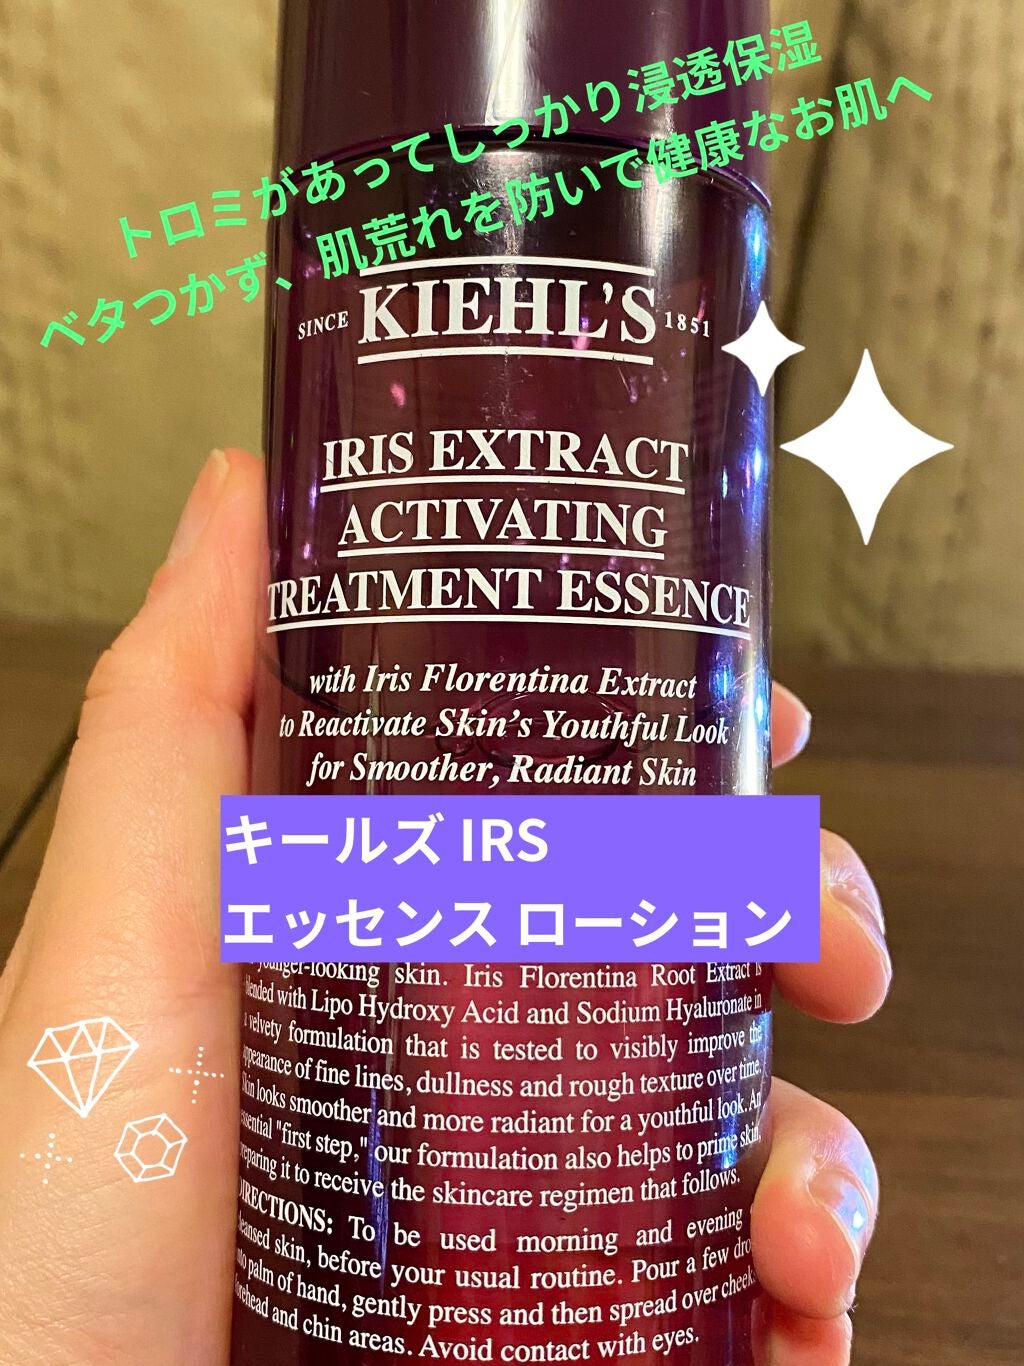 トロミがあってしっかり浸透保湿
ベタつかず、肌荒れを防いで健康なお肌へ
SINCE KIEHL'S 1851
IRIS EXTRACT
ACTIVATING
TREATMENT ESSENCE
with Iris Florentina Extract
to Reactivate Skin's Youthful Look
for Smoother, Radiant Skin
キールズ IRS
エッセンス ローション
younger-looking skin. Iris Florentina Root Extract is
blended with Lipo Hydroxy Acid and Sodium Hyaluronate in
a velvety formulation that is tested to visibly improve the
appearance of fine lines, dullness and rough texture over time.
Skin looks smoother and more radiant for a youthful look. An
essential "first step," our formulation also helps to prime skin,
preparing it to receive the skincare regimen that follows.
DIRECTIONS: To be used morning and evening
cleansed skin, before your usual routine. Pour a few drops
into palm of hand, gently press and then spread over cheek
forehead and chin areas. Avoid contact with eyes.